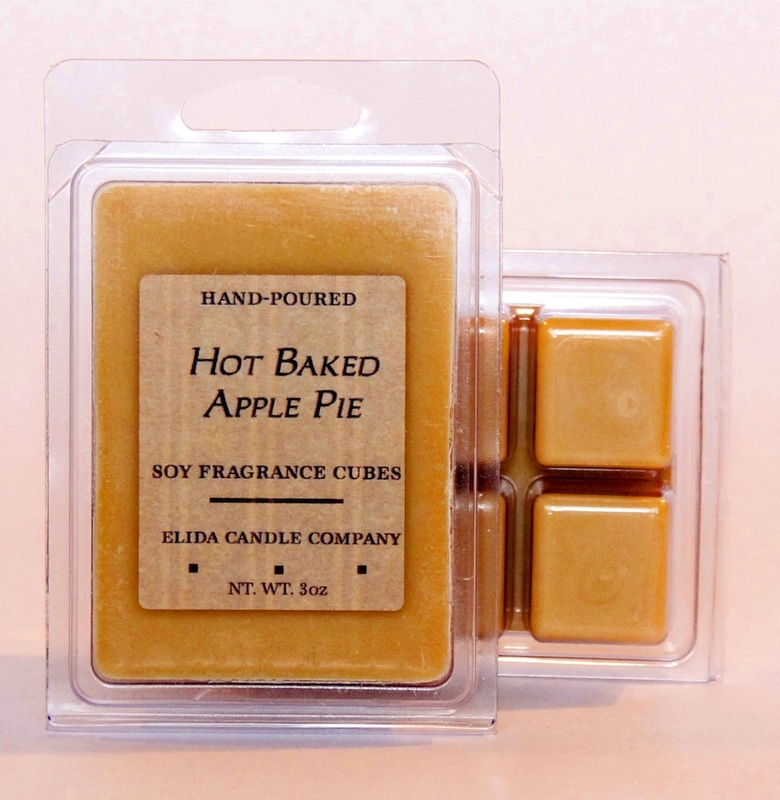 HAND-POURED
HOT BAKED
APPLE PIE
SOY FRAGRANCE CUBES
ELIDA CANDLE COMPANY
NT. WT. 3oz